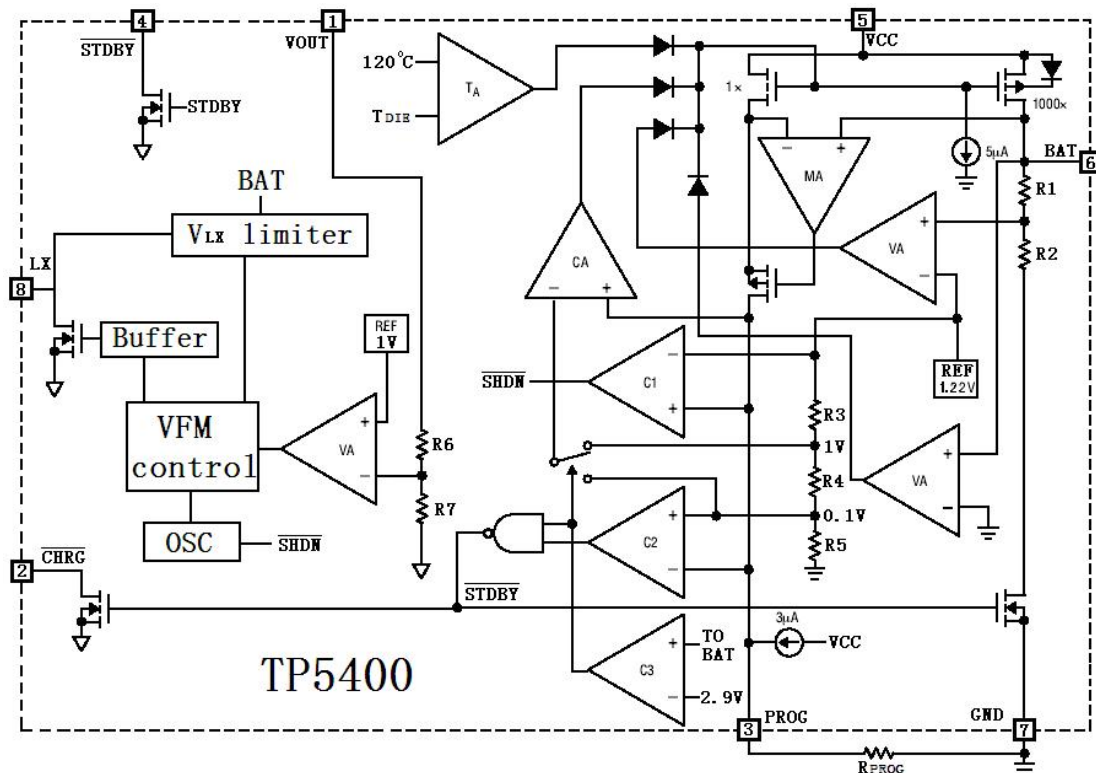 4
1
5
STDBY
VOUT
VCC
120°C
TA
TDIE
STDBY
1×
1000×
MA
5μA
BAT
6
R1
BAT
VLX limiter
VA
R2
LX
8
CA
Buffer
REF
1V
SHDN
C1
REF
1.22V
R3
VFM
control
VA
R6
1V
R4
VA
R7
0.1V
OSC
SHDN
C2
R5
CHRG
2
STDBY
3μA
VCC
TO
BAT
C3
2.9V
TP5400
3
PROG
GND
7
RPROG